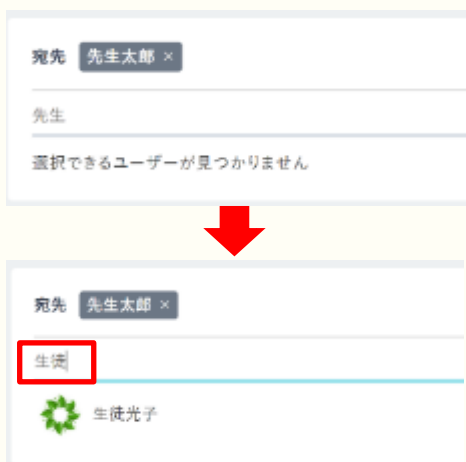 宛先 先生太郎 ×
先生
選択できるユーザーが見つかりません
宛先 先生太郎 ×
生徒
生徒光子